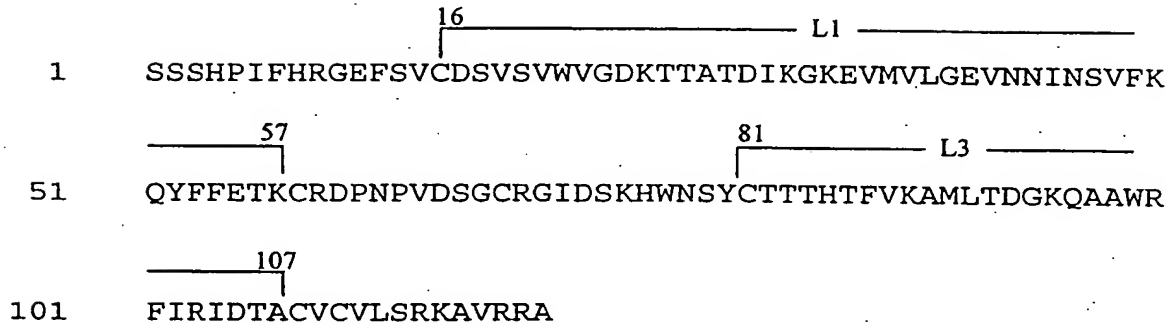 16 L1
1 SSSHPIFHRGEFSVCDSVSVWVGDKTTATDIKGKEVMVLGEVNNINSVFK
57 81 L3
51 QYFFETKCRDPNPVDSGCRGIDSKHWNSYCTTTHTFVKAMLTDGKQAAWR
107
101 FIRIDTACVCVLSRKAVRRA